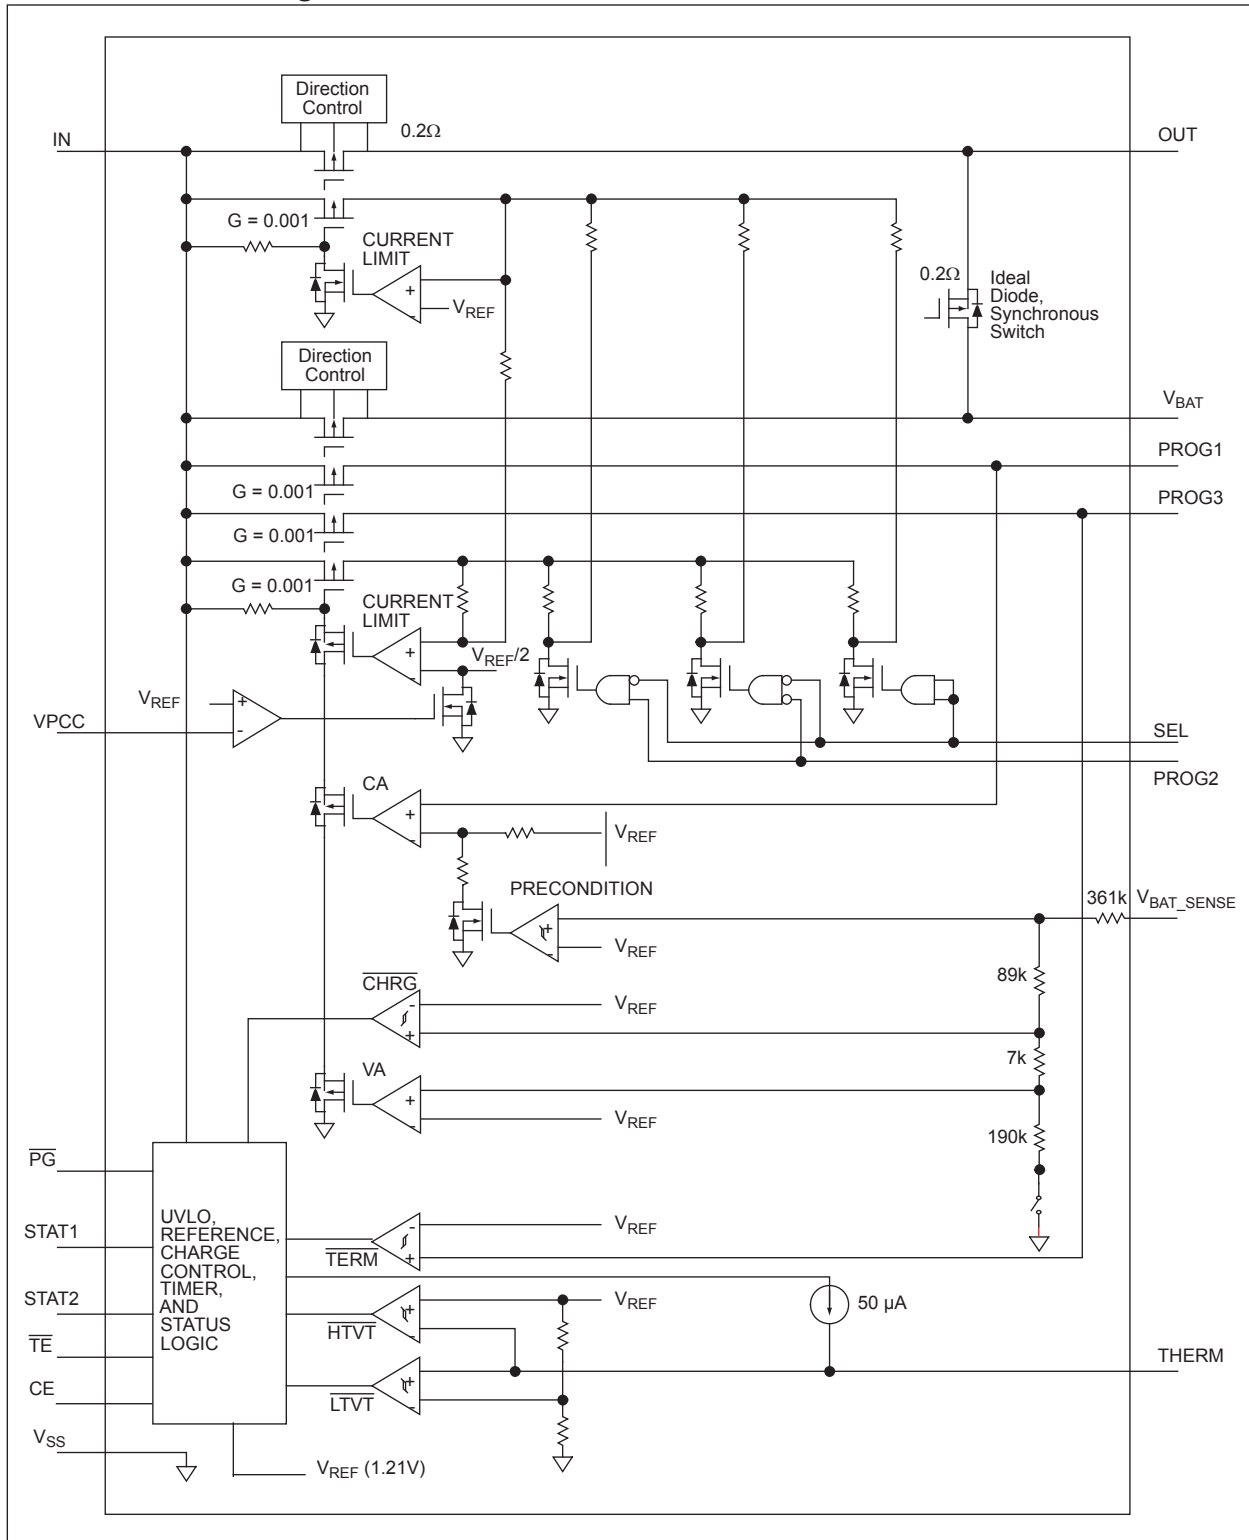 Direction
Control
0.2Ω
IN
OUT
G = 0.001
CURRENT
LIMIT
+
-
VREF
0.2Ω
Ideal
Diode,
Synchronous
Switch
Direction
Control
VBAT
PROG1
G = 0.001
PROG3
G = 0.001
G = 0.001
CURRENT
LIMIT
+
-
VREF/2
VREF
+
-
VPCC
SEL
PROG2
CA
+
-
VREF
PRECONDITION
+
-
VREF
361k
VBAT_SENSE
89k
CHRG
-
+
VREF
7k
VA
+
-
VREF
190k
PG
STAT1
STAT2
TE
CE
VSS
UVLO,
REFERENCE,
CHARGE
CONTROL,
TIMER,
AND
STATUS
LOGIC
TERM
-
+
VREF
HTVT
+
-
VREF
50 µA
LTVT
+
-
THERM
VREF (1.21V)